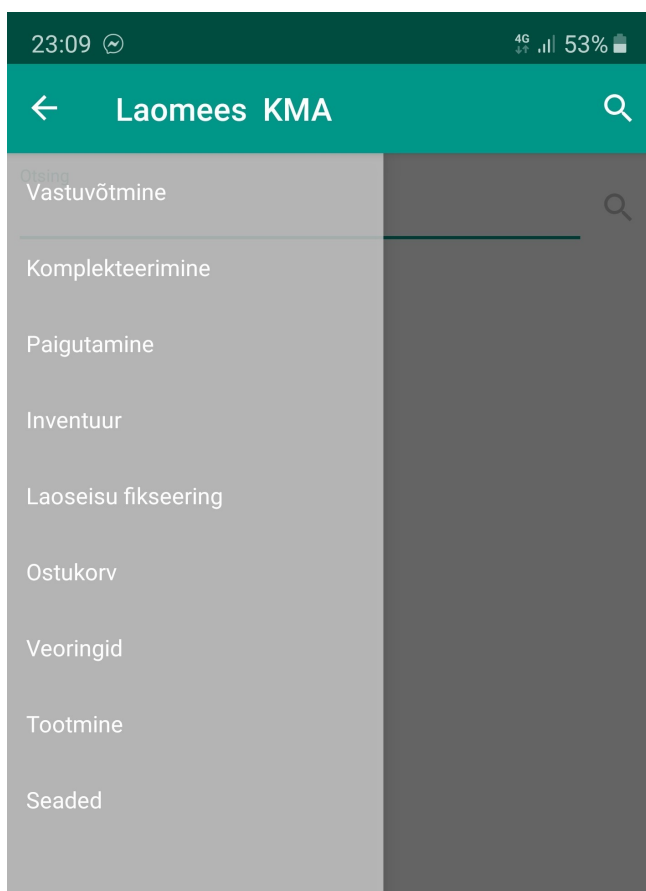 23:09 4G 53%
Laomees KMA
Otsing
Vastuvõtmine
Komplekteerimine
Paigutamine
Inventuur
Laoseisu fikseering
Ostukorv
Veoringid
Tootmine
Seaded